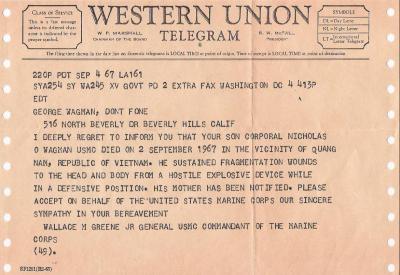 CLASS OF SERVICE
This is a fast message unless its deferred character is indicated by the proper symbol.
WESTERN UNION
TELEGRAM
W. P. MARSHALL
CHAIRMAN OF THE BOARD
R. W. McFALL
PRESIDENT
SYMBOLS
DL=Day Letter
NL=Night Letter
LT=International Letter Telegram
The filing time shown in the date line on domestic telegrams is LOCAL TIME at point of origin. Time of receipt is LOCAL TIME at point of destination
220P PDT SEP 4 67 LA161
SYA254 SY WA245 XV GOVT PD 2 EXTRA FAX WASHINGTON DC 4 413P
EDT
GEORGE WAGMAN, DONT FONE
516 NORTH BEVERLY DR BEVERLY HILLS CALIF
I DEEPLY REGRET TO INFORM YOU THAT YOUR SON CORPORAL NICHOLAS
O WAGMAN USMC DIED ON 2 SEPTEMBER 1967 IN THE VICINITY OF QUANG
NAM, REPUBLIC OF VIETNAM. HE SUSTAINED FRAGMENTATION WOUNDS
TO THE HEAD AND BODY FROM A HOSTILE EXPLOSIVE DEVICE WHILE
IN A DEFENSIVE POSITION. HIS MOTHER HAS BEEN NOTIFIED. PLEASE
ACCEPT ON BEHALF OF THE UNITED STATES MARINE CORPS OUR SINCERE
SYMPATHY IN YOUR BEREAVEMENT
WALLACE M GREENE JR GENERAL USMC COMMANDANT OF THE MARINE
CORPS
(49).
SF1201(R2-65)